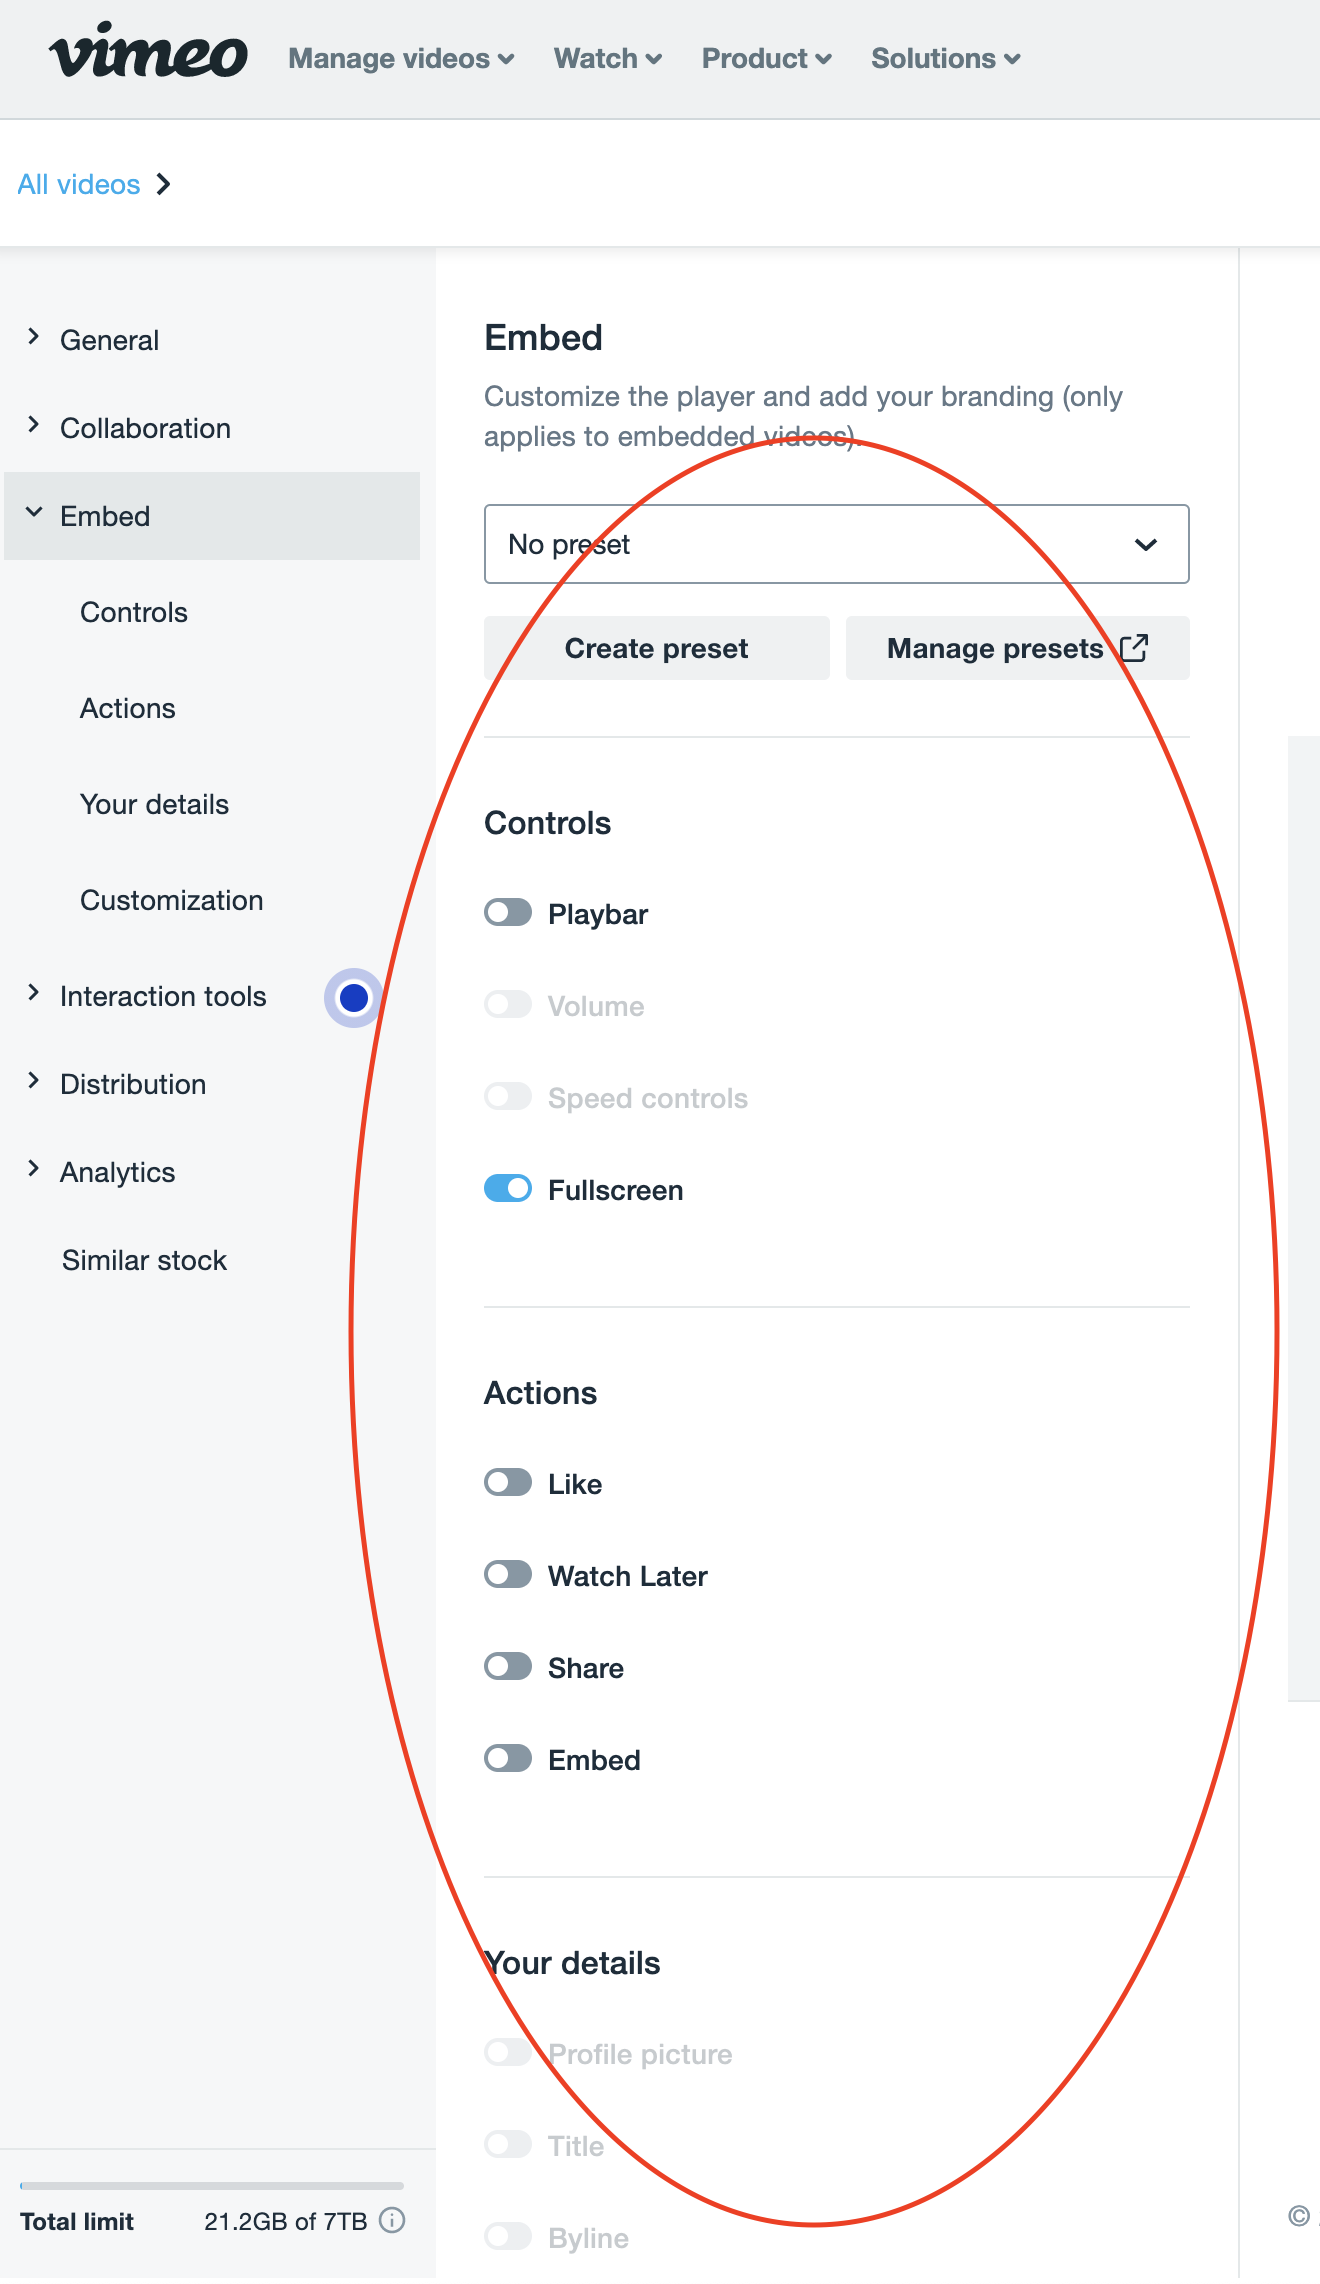 vimeo Manage videos Watch Product Solutions
All videos
General
Collaboration
Embed
Controls
Actions
Your details
Customization
Interaction tools
Distribution
Analytics
Similar stock
Total limit 21.2GB of 7TB
Embed
Customize the player and add your branding (only
applies to embedded videos).
No preset
Create preset Manage presets
Controls
Playbar
Volume
Speed controls
Fullscreen
Actions
Like
Watch Later
Share
Embed
Your details
Profile picture
Title
Byline
©